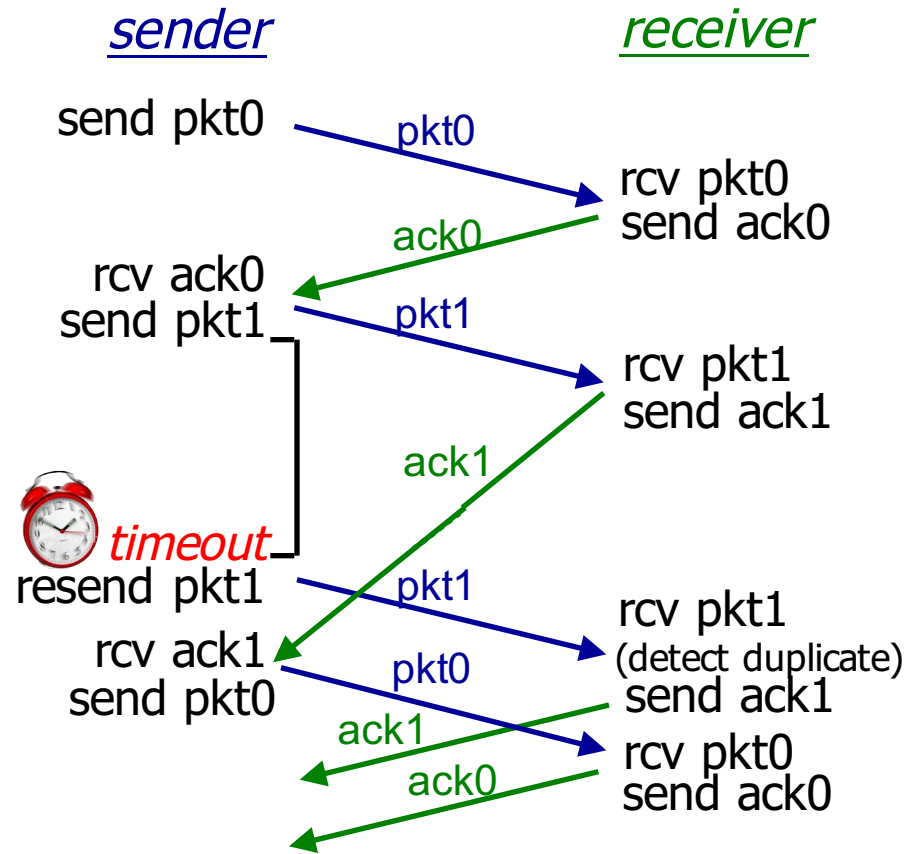 sender receiver
send pkt0
pkt0
rcv pkt0
send ack0
ack0
rcv ack0
send pkt1
pkt1
rcv pkt1
send ack1
ack1
timeout
resend pkt1
pkt1
rcv pkt1
(detect duplicate)
send ack1
rcv ack1
send pkt0
pkt0
ack1
rcv pkt0
send ack0
ack0